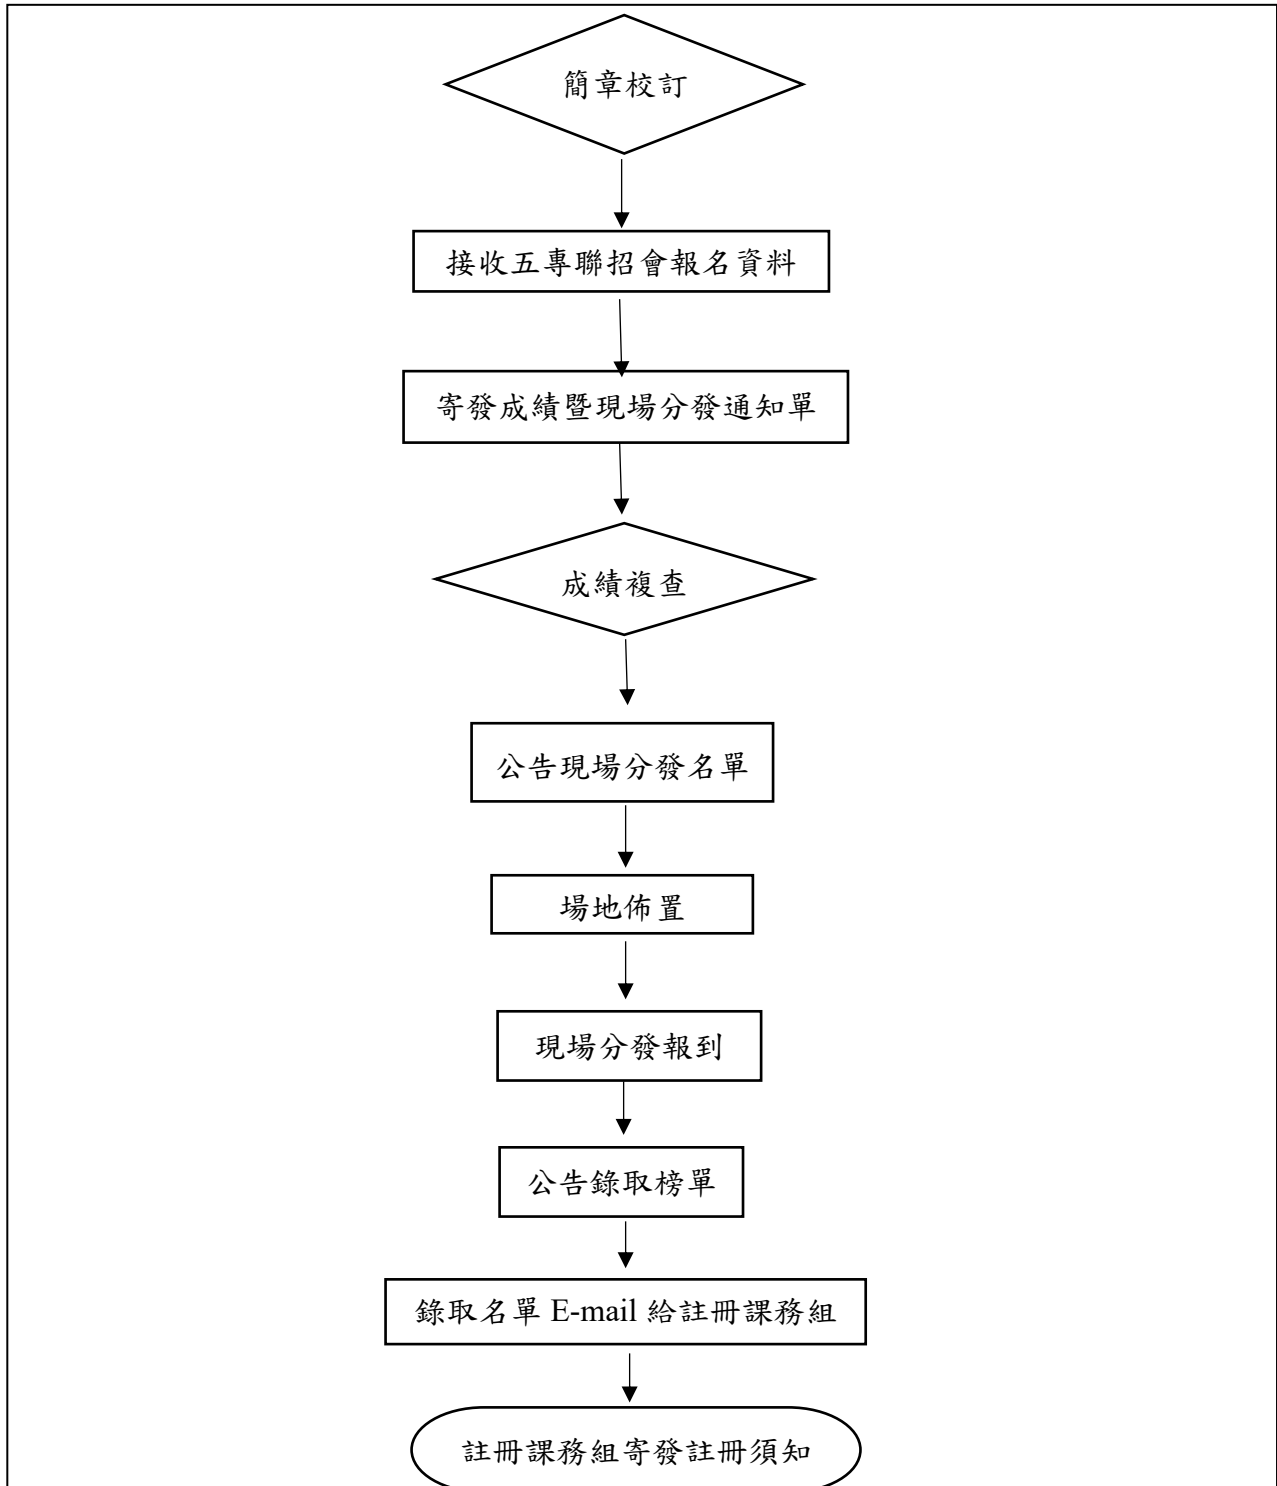 簡章校訂
接收五專聯招會報名資料
寄發成績暨現場分發通知單
成績複查
公告現場分發名單
場地佈置
現場分發報到
公告錄取榜單
錄取名單 E-mail 給註冊課務組
註冊課務組寄發註冊須知